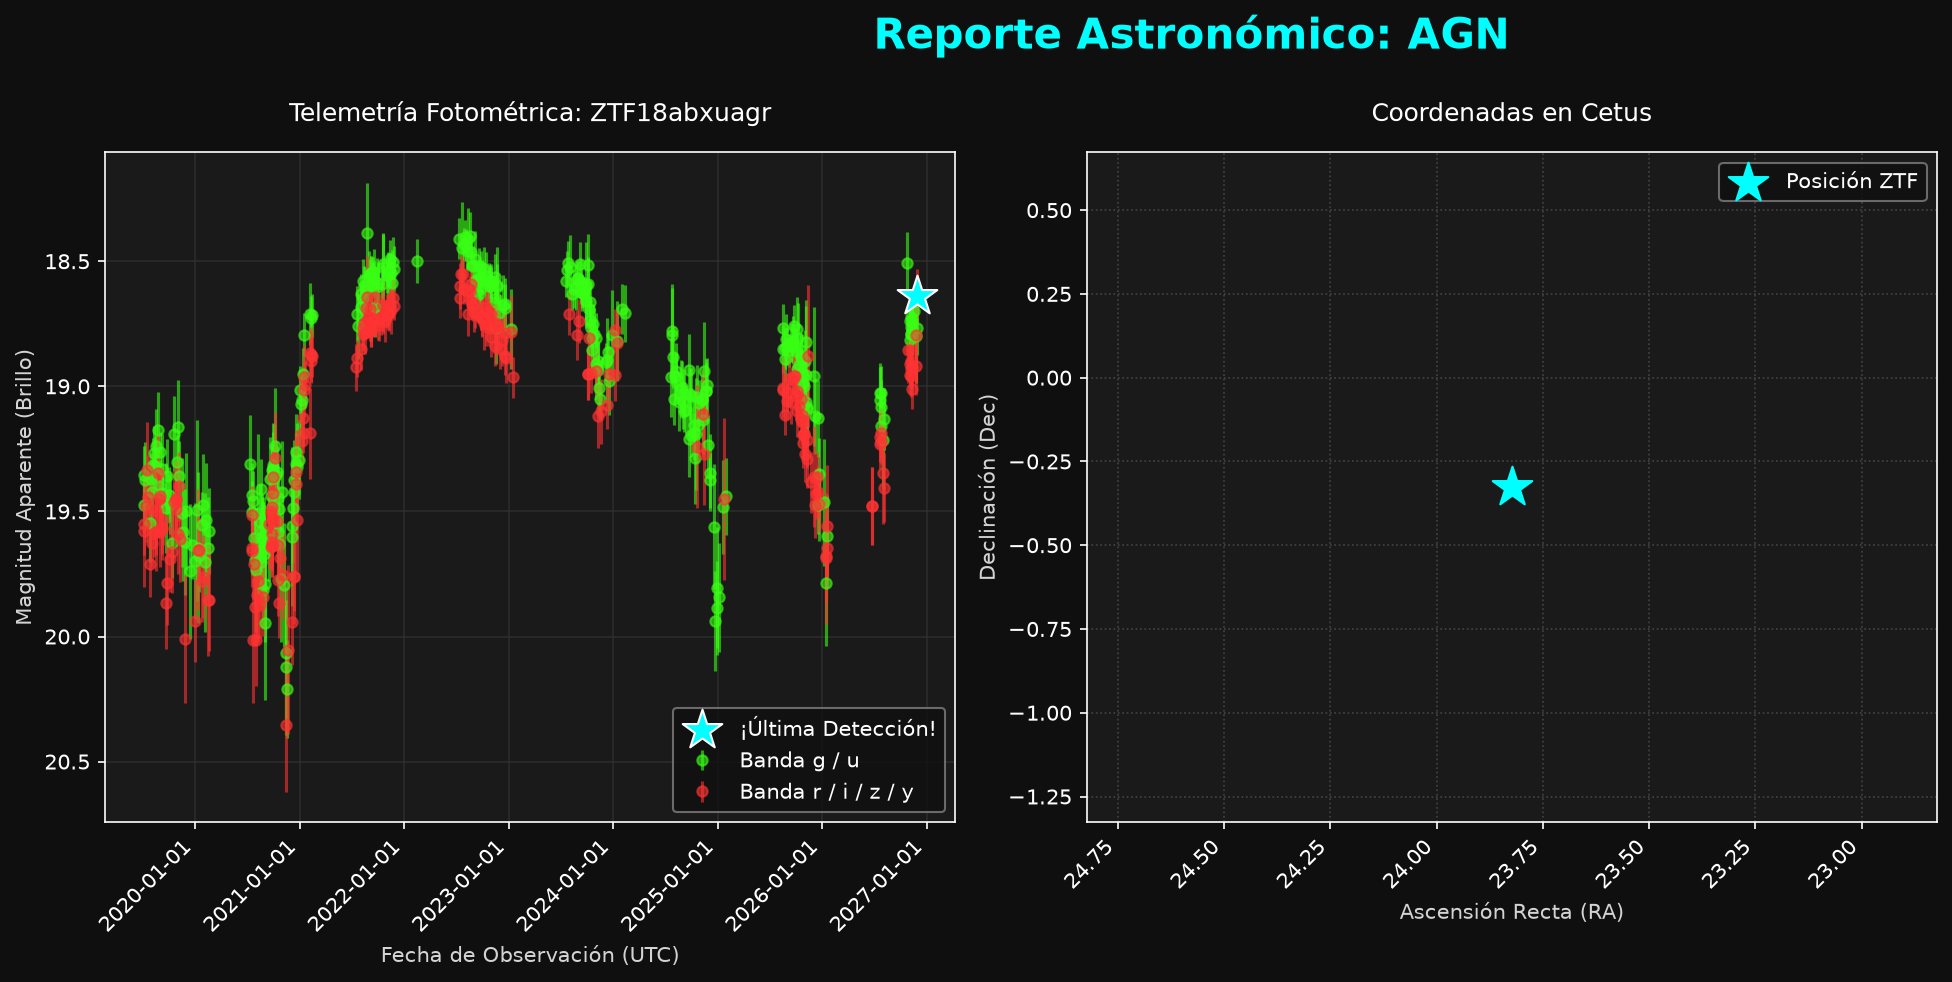 Reporte Astronómico: AGN
Telemetría Fotométrica: ZTF18abxuagr
Magnitud Aparente (Brillo)
18.5
19.0
19.5
20.0
20.5
¡Última Detección!
Banda g / u
Banda r / i / z / y
2020-01-01
2021-01-01
2022-01-01
2023-01-01
2024-01-01
2025-01-01
2026-01-01
2027-01-01
Fecha de Observación (UTC)
Coordenadas en Cetus
Posición ZTF
Declinación (Dec)
0.50
0.25
0.00
−0.25
−0.50
−0.75
−1.00
−1.25
24.75
24.50
24.25
24.00
23.75
23.50
23.25
23.00
Ascensión Recta (RA)